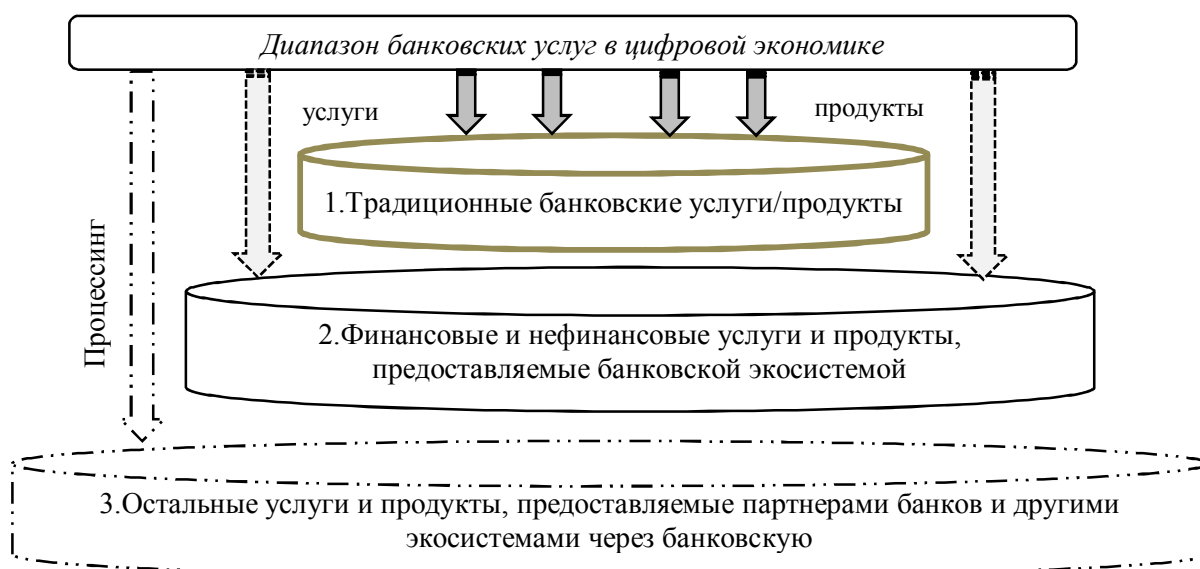 Диапазон банковских услуг в цифровой экономике
услуги
продукты
1.Традиционные банковские услуги/продукты
Процессинг
2.Финансовые и нефинансовые услуги и продукты,
предоставляемые банковской экосистемой
3.Остальные услуги и продукты, предоставляемые партнерами банков и другими
экосистемами через банковскую